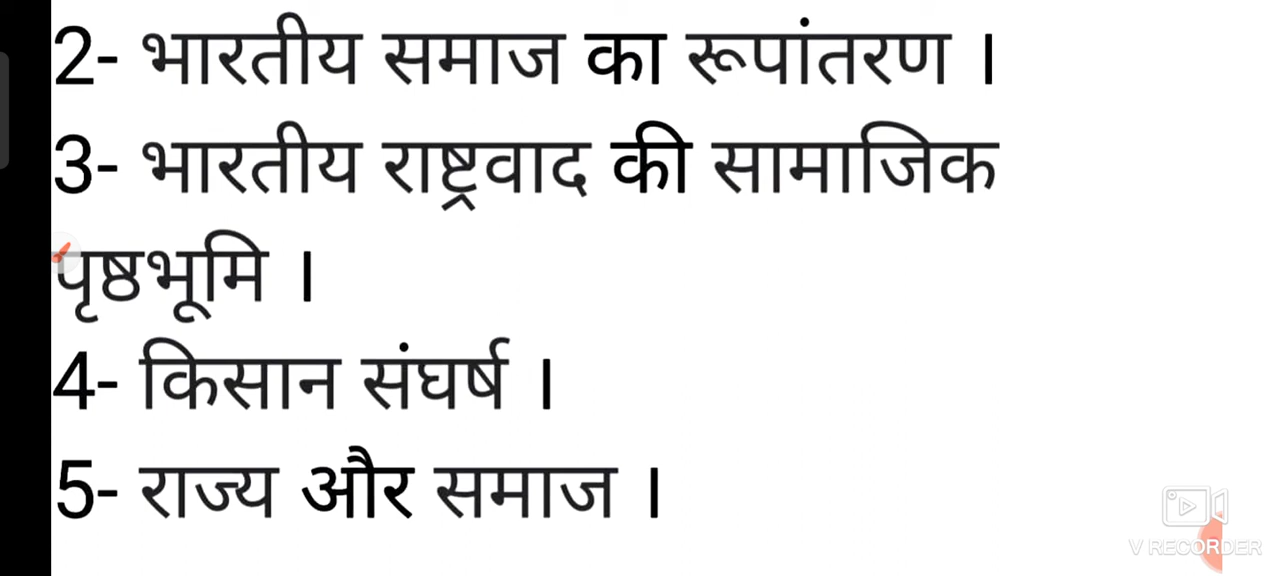 2- भारतीय समाज का रूपांतरण ।
3- भारतीय राष्ट्रवाद की सामाजिक
पृष्ठभूमि ।
4- किसान संघर्ष ।
5- राज्य और समाज ।
V RECORDER